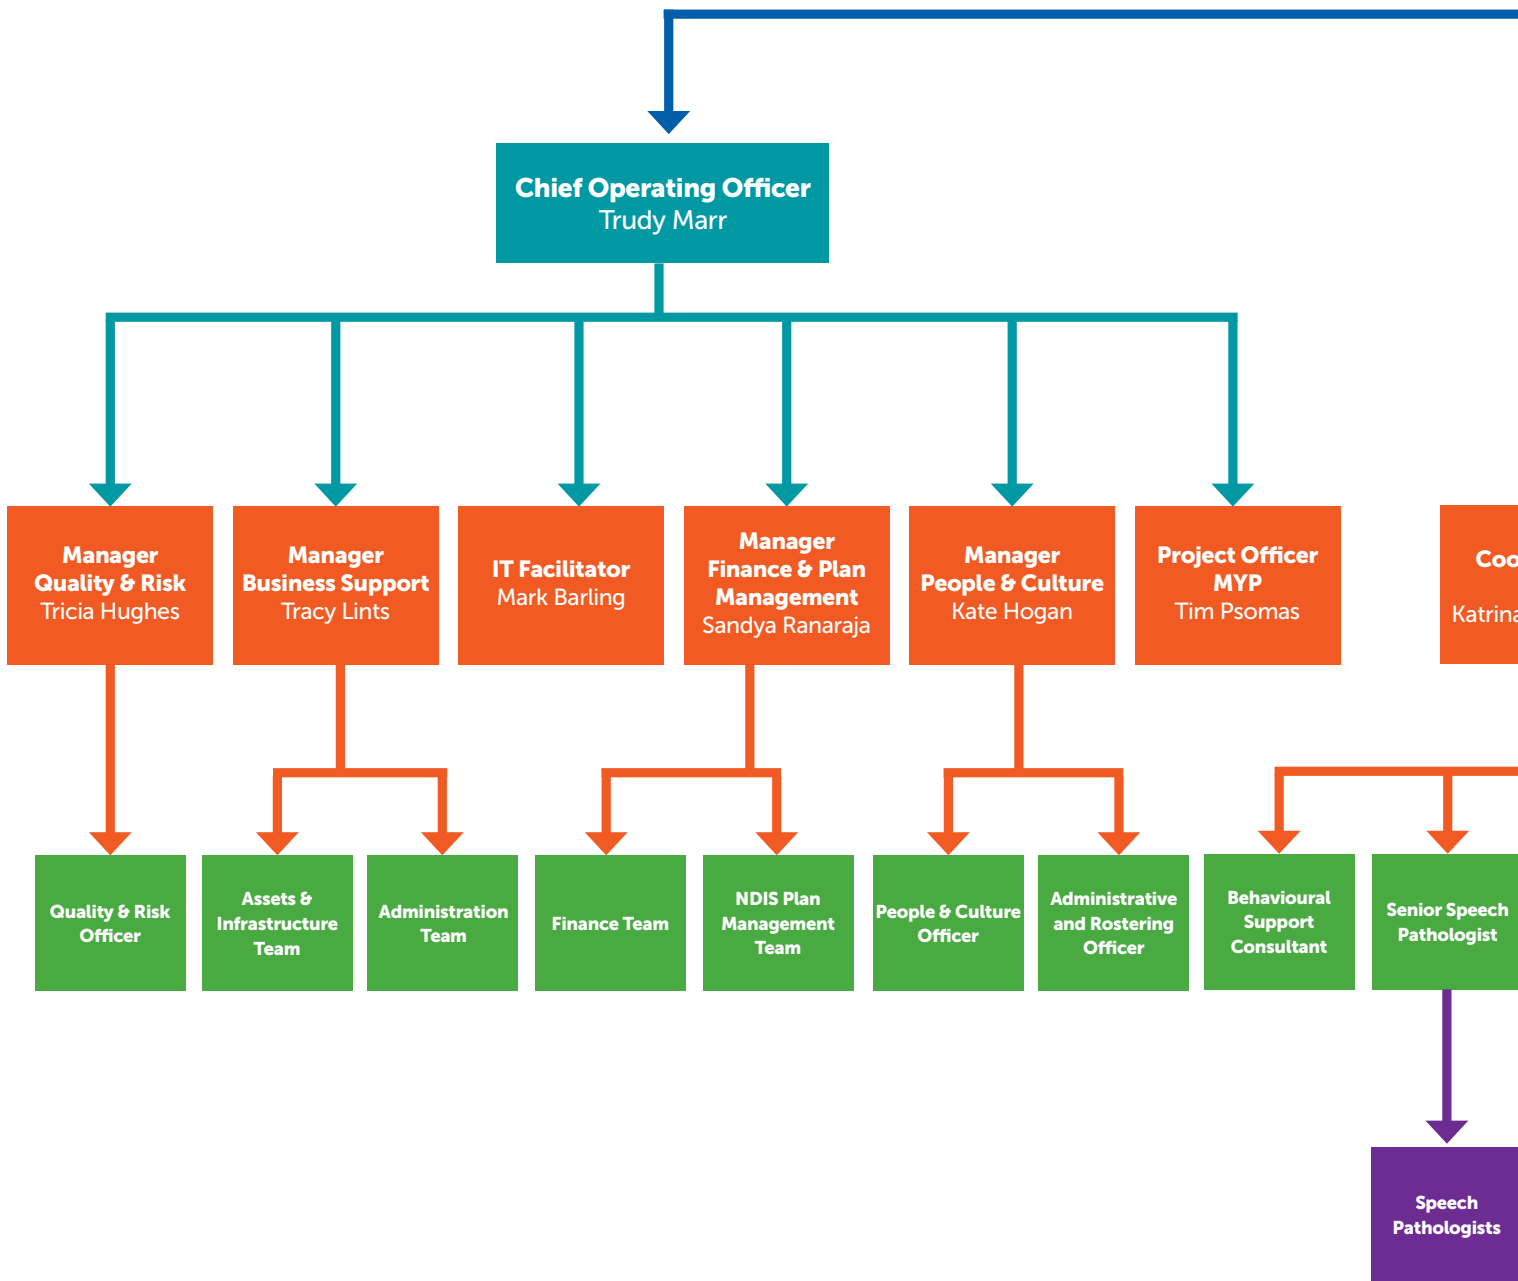 Chief Operating Officer
Trudy Marr
Manager
Quality & Risk
Tricia Hughes
Manager
Business Support
Tracy Lints
IT Facilitator
Mark Barling
Manager
Finance & Plan
Management
Sandya Ranaraja
Manager
People & Culture
Kate Hogan
Project Officer
MYP
Tim Psomas
Coo
Katrina
Quality & Risk
Officer
Assets &
Infrastructure
Team
Administration
Team
Finance Team
NDIS Plan
Management
Team
People & Culture
Officer
Administrative
and Rostering
Officer
Behavioural
Support
Consultant
Senior Speech
Pathologist
Speech
Pathologists